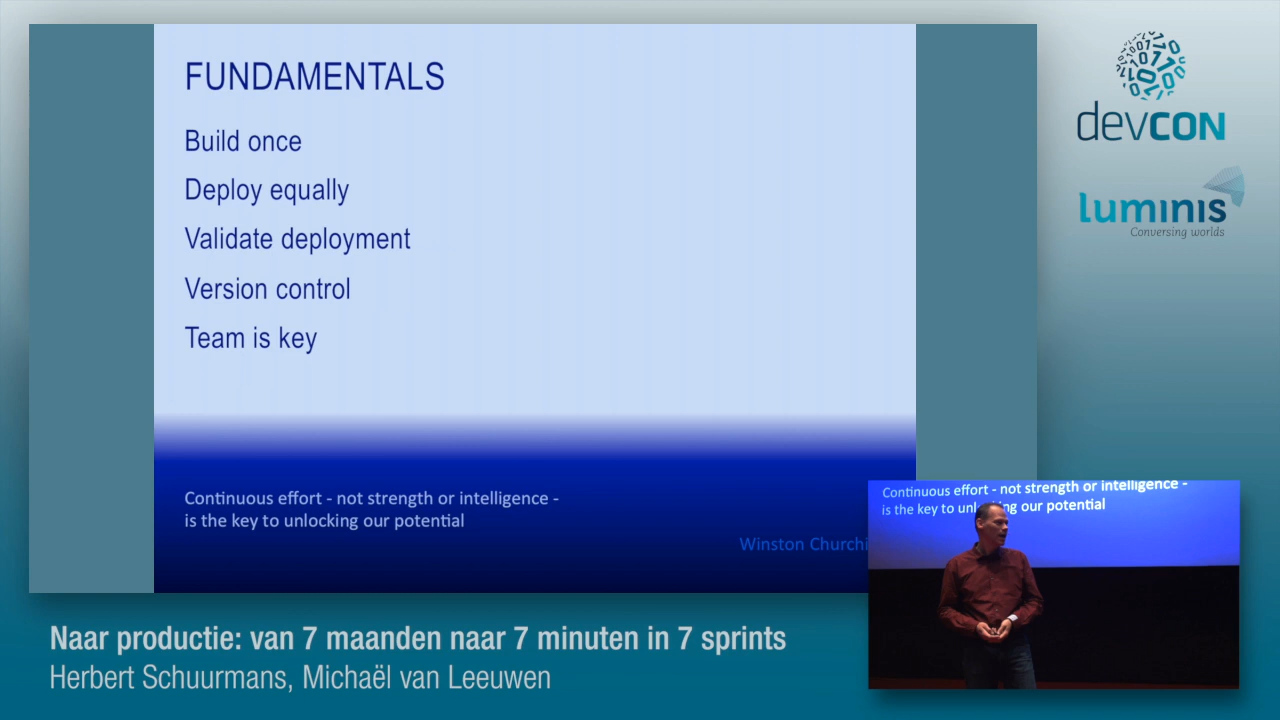 FUNDAMENTALS
Build once
Deploy equally
Validate deployment
Version control
Team is key
Continuous effort - not strength or intelligence -
is the key to unlocking our potential
Winston Churchi
devCON
luminis
Conversing worlds
Continuous effort - not strength or intelligence -
is the key to unlocking our potential
Naar productie: van 7 maanden naar 7 minuten in 7 sprints
Herbert Schuurmans, Michaël van Leeuwen